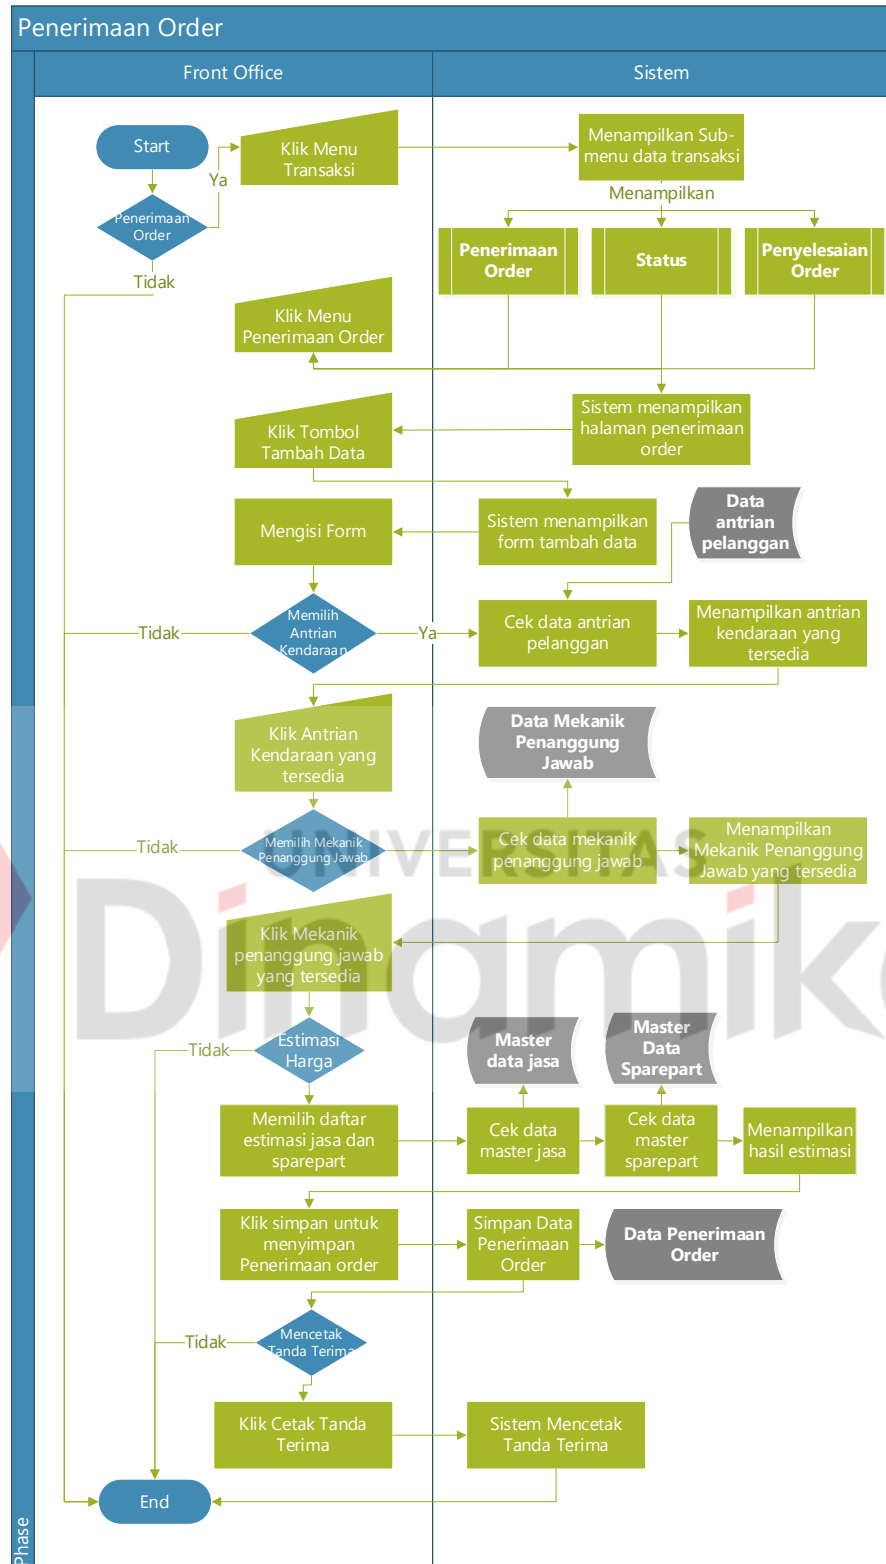 Penerimaan Order
Front Office
Sistem
Start
Klik Menu
Transaksi
Menampilkan Sub-
menu data transaksi
Ya
Menampilkan
Penerimaan
Order
Penerimaan
Order
Status
Penyelesaian
Order
Tidak
Klik Menu
Penerimaan Order
Sistem menampilkan
halaman penerimaan
order
Klik Tombol
Tambah Data
Data
antrian
pelanggan
Mengisi Form
Sistem menampilkan
form tambah data
Memilih
Antrian
Kendaraan
Tidak
Ya
Cek data antrian
pelanggan
Menampilkan antrian
kendaraan yang
tersedia
Klik Antrian
Kendaraan yang
tersedia
Data Mekanik
Penanggung
Jawab
Tidak
Memilih Mekanik
Penanggung Jawab
Cek data mekanik
penanggung jawab
Menampilkan
Mekanik Penanggung
Jawab yang tersedia
UNIVERSITAS
Dinamika
Klik Mekanik
penanggung jawab
yang tersedia
Tidak
Estimasi
Harga
Master
data jasa
Master
Data
Sparepart
Memilih daftar
estimasi jasa dan
sparepart
Cek data
master jasa
Cek data
master
sparepart
Menampilkan
hasil estimasi
Klik simpan untuk
menyimpan
Penerimaan order
Simpan Data
Penerimaan
Order
Data Penerimaan
Order
Tidak
Mencetak
Tanda Terima
Klik Cetak Tanda
Terima
Sistem Mencetak
Tanda Terima
End
Phase